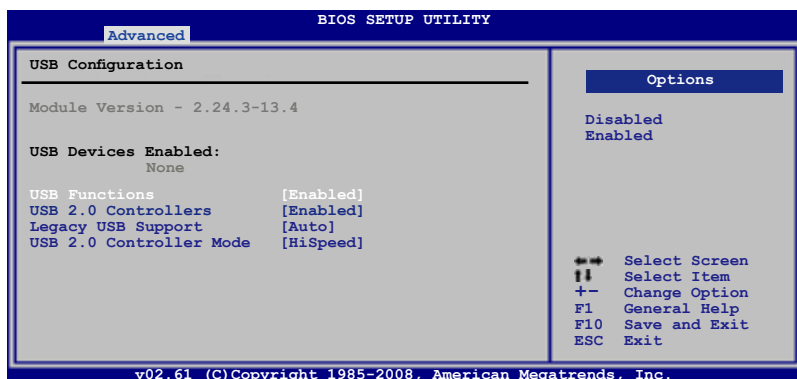 BIOS SETUP UTILITY
Advanced
USB Configuration
Module Version - 2.24.3-13.4
USB Devices Enabled:
None
USB Functions [Enabled]
USB 2.0 Controllers [Enabled]
Legacy USB Support [Auto]
USB 2.0 Controller Mode [HiSpeed]
Options
Disabled
Enabled
←→ Select Screen
↑↓ Select Item
+- Change Option
F1 General Help
F10 Save and Exit
ESC Exit
v02.61 (C)Copyright 1985-2008, American Megatrends, Inc.